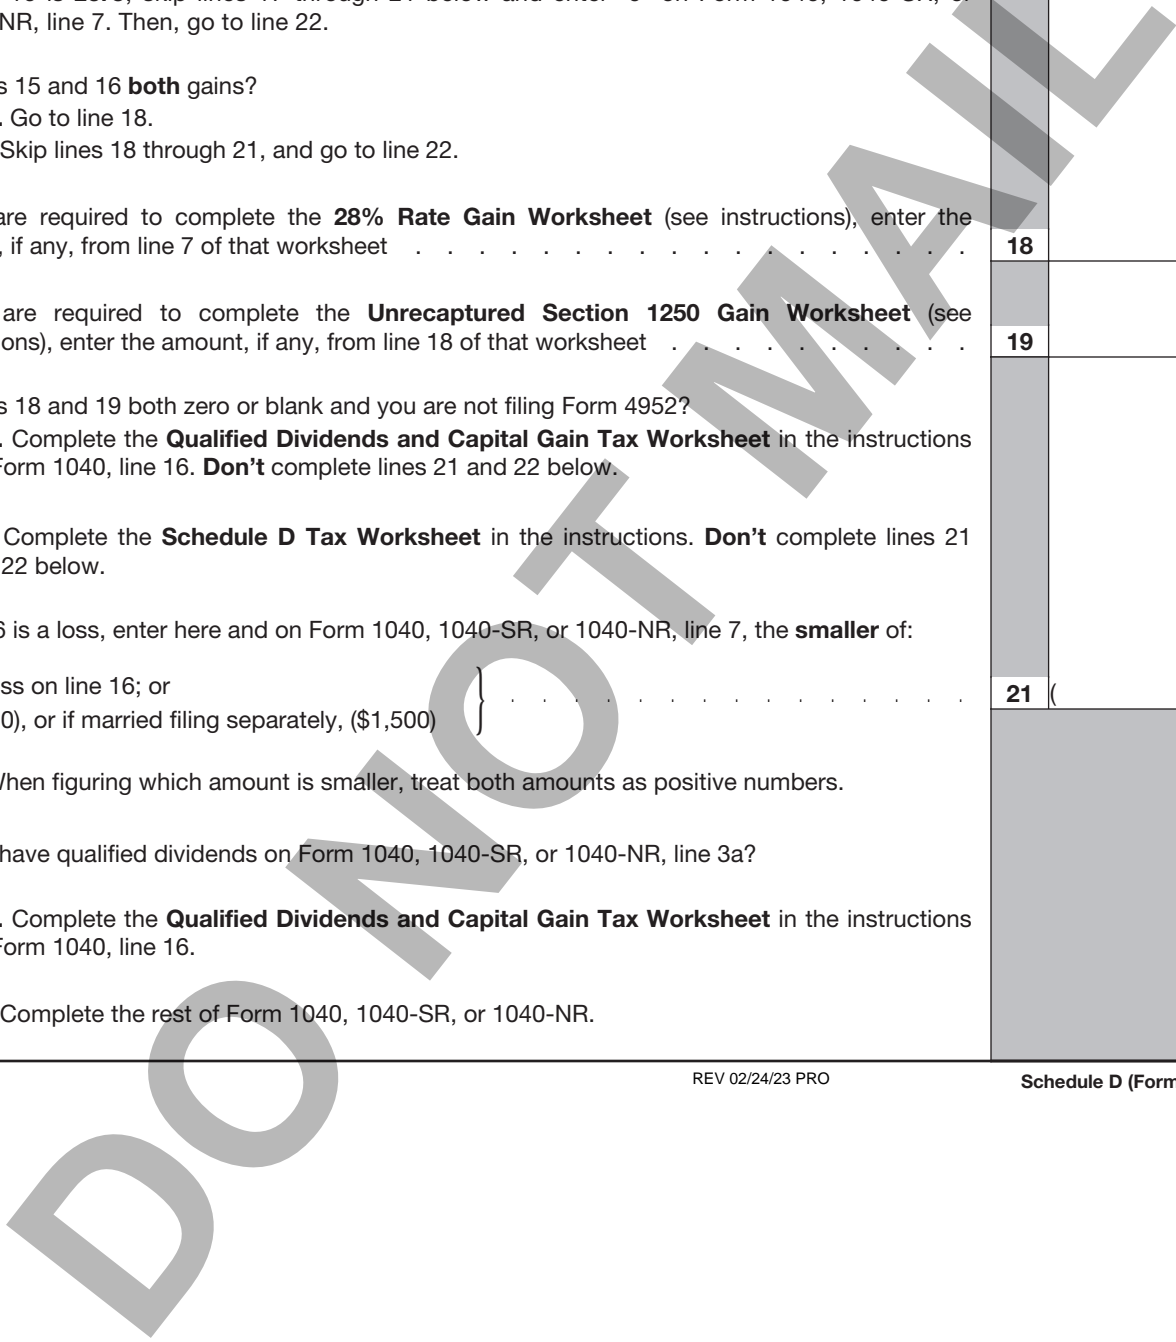 NR, line 7. Then, go to line 22.
s 15 and 16 both gains?
. Go to line 18.
Skip lines 18 through 21, and go to line 22.
are required to complete the 28% Rate Gain Worksheet (see instructions), enter the
, if any, from line 7 of that worksheet . . . . . . . . . . . . . . . . . . 18
are required to complete the Unrecaptured Section 1250 Gain Worksheet (see
ons), enter the amount, if any, from line 18 of that worksheet . . . . . . . . . . 19
s 18 and 19 both zero or blank and you are not filing Form 4952?
. Complete the Qualified Dividends and Capital Gain Tax Worksheet in the instructions
Form 1040, line 16. Don't complete lines 21 and 22 below.
Complete the Schedule D Tax Worksheet in the instructions. Don't complete lines 21
22 below.
6 is a loss, enter here and on Form 1040, 1040-SR, or 1040-NR, line 7, the smaller of:
ss on line 16; or
0), or if married filing separately, ($1,500) } . . . . . . . . . . . . . . . 21 (
When figuring which amount is smaller, treat both amounts as positive numbers.
have qualified dividends on Form 1040, 1040-SR, or 1040-NR, line 3a?
. Complete the Qualified Dividends and Capital Gain Tax Worksheet in the instructions
Form 1040, line 16.
Complete the rest of Form 1040, 1040-SR, or 1040-NR.
REV 02/24/23 PRO
Schedule D (Form
DO NOT MAIL